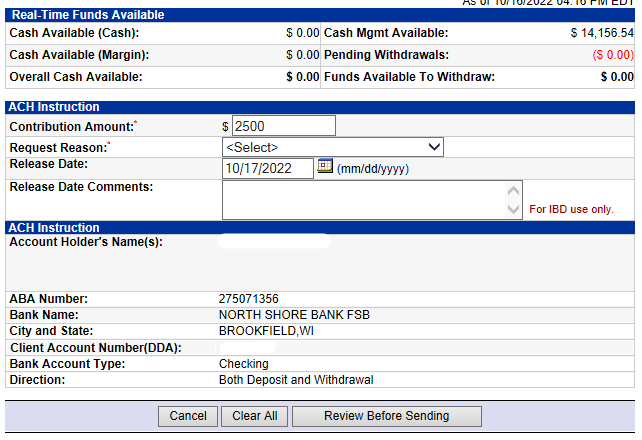 As of 10/16/2022 04:16 PM EDT
Real-Time Funds Available
Cash Available (Cash): $ 0.00 Cash Mgmt Available: $ 14,156.54
Cash Available (Margin): $ 0.00 Pending Withdrawals: ($ 0.00)
Overall Cash Available: $ 0.00 Funds Available To Withdraw: $ 0.00
ACH Instruction
Contribution Amount:* $ 2500
Request Reason:* <Select>
Release Date: 10/17/2022 (mm/dd/yyyy)
Release Date Comments: For IBD use only.
ACH Instruction
Account Holder's Name(s):
ABA Number: 275071356
Bank Name: NORTH SHORE BANK FSB
City and State: BROOKFIELD,WI
Client Account Number(DDA):
Bank Account Type: Checking
Direction: Both Deposit and Withdrawal
Cancel Clear All Review Before Sending